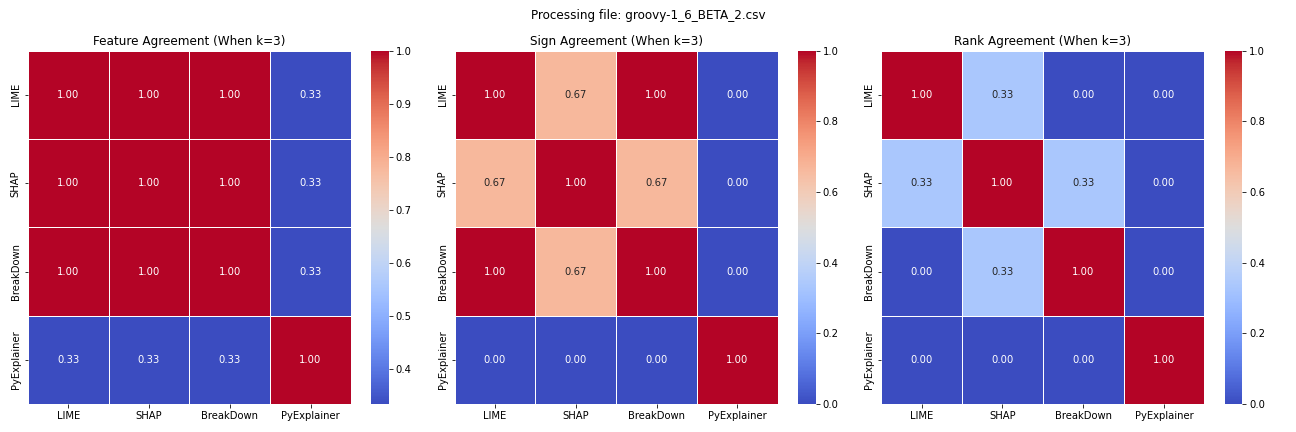 Processing file: groovy-1_6_BETA_2.csv
Feature Agreement (When k=3)
LIME 1.00 1.00 1.00 0.33
SHAP 1.00 1.00 1.00 0.33
BreakDown 1.00 1.00 1.00 0.33
PyExplainer 0.33 0.33 0.33 1.00
LIME SHAP BreakDown PyExplainer
1.0
0.9
0.8
0.7
0.6
0.5
0.4
Sign Agreement (When k=3)
LIME 1.00 0.67 1.00 0.00
SHAP 0.67 1.00 0.67 0.00
BreakDown 1.00 0.67 1.00 0.00
PyExplainer 0.00 0.00 0.00 1.00
LIME SHAP BreakDown PyExplainer
1.0
0.8
0.6
0.4
0.2
0.0
Rank Agreement (When k=3)
LIME 1.00 0.33 0.00 0.00
SHAP 0.33 1.00 0.33 0.00
BreakDown 0.00 0.33 1.00 0.00
PyExplainer 0.00 0.00 0.00 1.00
LIME SHAP BreakDown PyExplainer
1.0
0.8
0.6
0.4
0.2
0.0